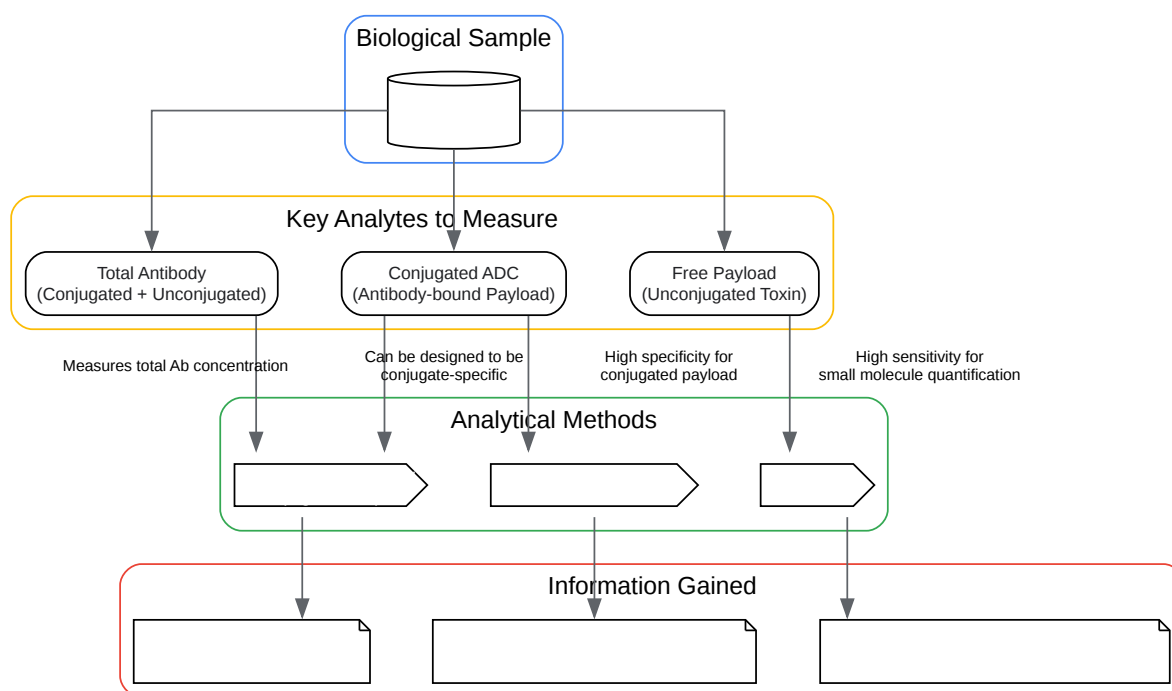 Biological Sample
Key Analytes to Measure
Total Antibody
(Conjugated + Unconjugated)
Conjugated ADC
(Antibody-bound Payload)
Free Payload
(Unconjugated Toxin)
Measures total Ab concentration
Can be designed to be
conjugate-specific
High specificity for
conjugated payload
High sensitivity for
small molecule quantification
Analytical Methods
Information Gained